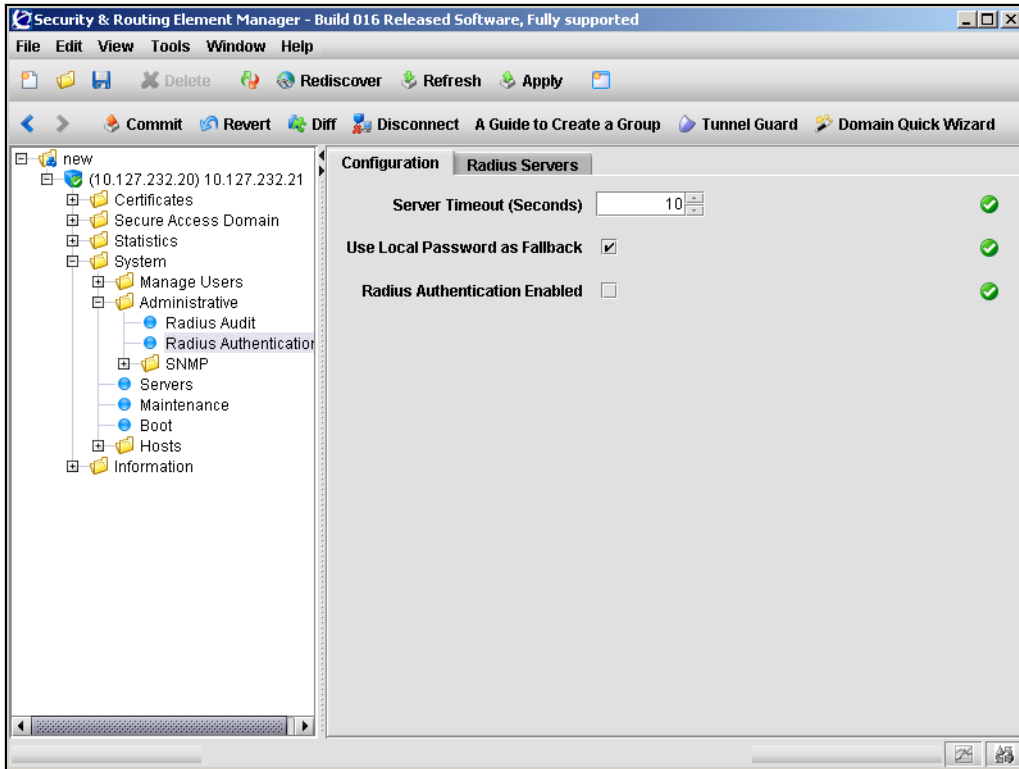 Security & Routing Element Manager - Build 016 Released Software, Fully supported
File Edit View Tools Window Help
Delete Rediscover Refresh Apply
Commit Revert Diff Disconnect A Guide to Create a Group Tunnel Guard Domain Quick Wizard
new
(10.127.232.20) 10.127.232.21
Certificates
Secure Access Domain
Statistics
System
Manage Users
Administrative
Radius Audit
Radius Authentication
SNMP
Servers
Maintenance
Boot
Hosts
Information
Configuration Radius Servers
Server Timeout (Seconds) 10
Use Local Password as Fallback
Radius Authentication Enabled